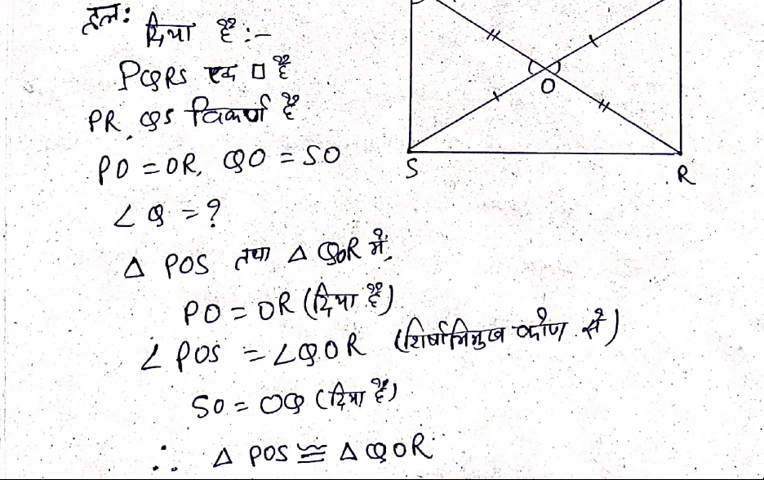 हल:
दिया है :-
PQRS एक □ है
PR, QS विकर्ण है
PO = OR, QO = SO
∠Q = ?
△ POS तथा △ QOR में,
PO = OR (दिया है)
∠POS = ∠QOR (शिर्षाभिमुख कोण से)
SO = OQ (दिया है)
∴ △ POS ≅ △ QOR
O
S
R